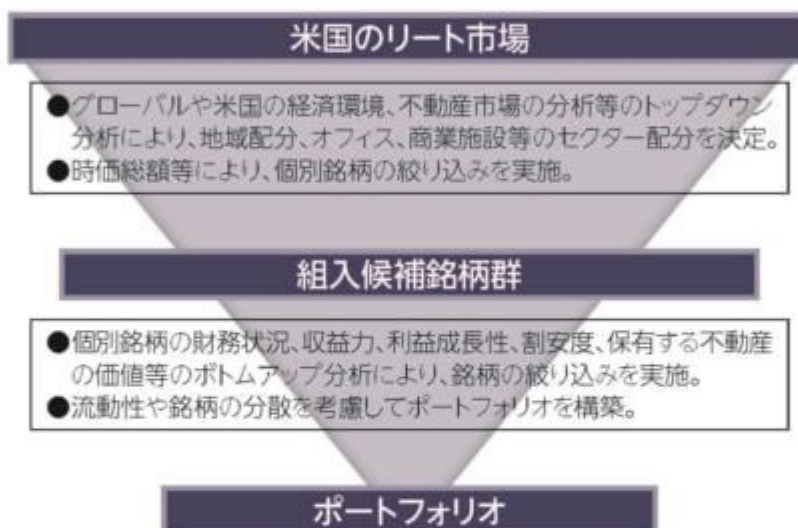 米国のリート市場
●グローバルや米国の経済環境、不動産市場の分析等のトップダウン
分析により、地域配分、オフィス、商業施設等のセクター配分を決定。
●時価総額等により、個別銘柄の絞り込みを実施。
組入候補銘柄群
●個別銘柄の財務状況、収益力、利益成長性、割安度、保有する不動産
の価値等のボトムアップ分析により、銘柄の絞り込みを実施。
●流動性や銘柄の分散を考慮してポートフォリオを構築。
ポートフォリオ